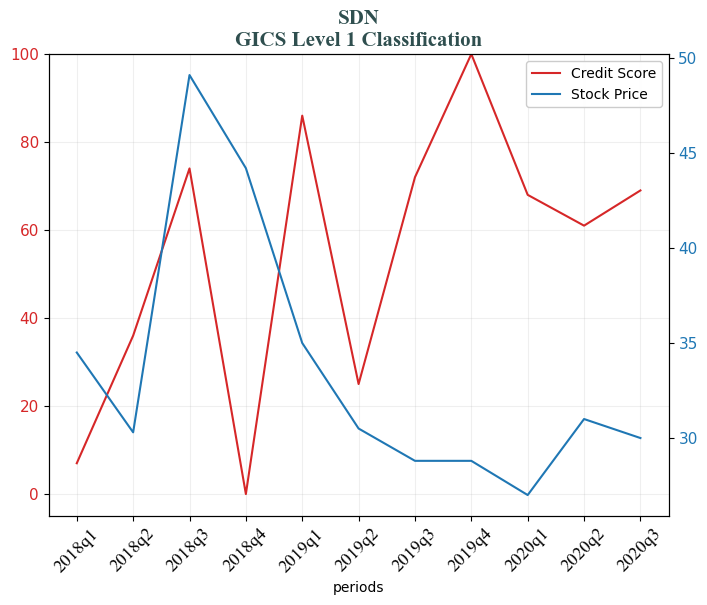 SDN
GICS Level 1 Classification
100
80
60
40
20
0
50
45
40
35
30
Credit Score
Stock Price
2018q1
2018q2
2018q3
2018q4
2019q1
2019q2
2019q3
2019q4
2020q1
2020q2
2020q3
periods